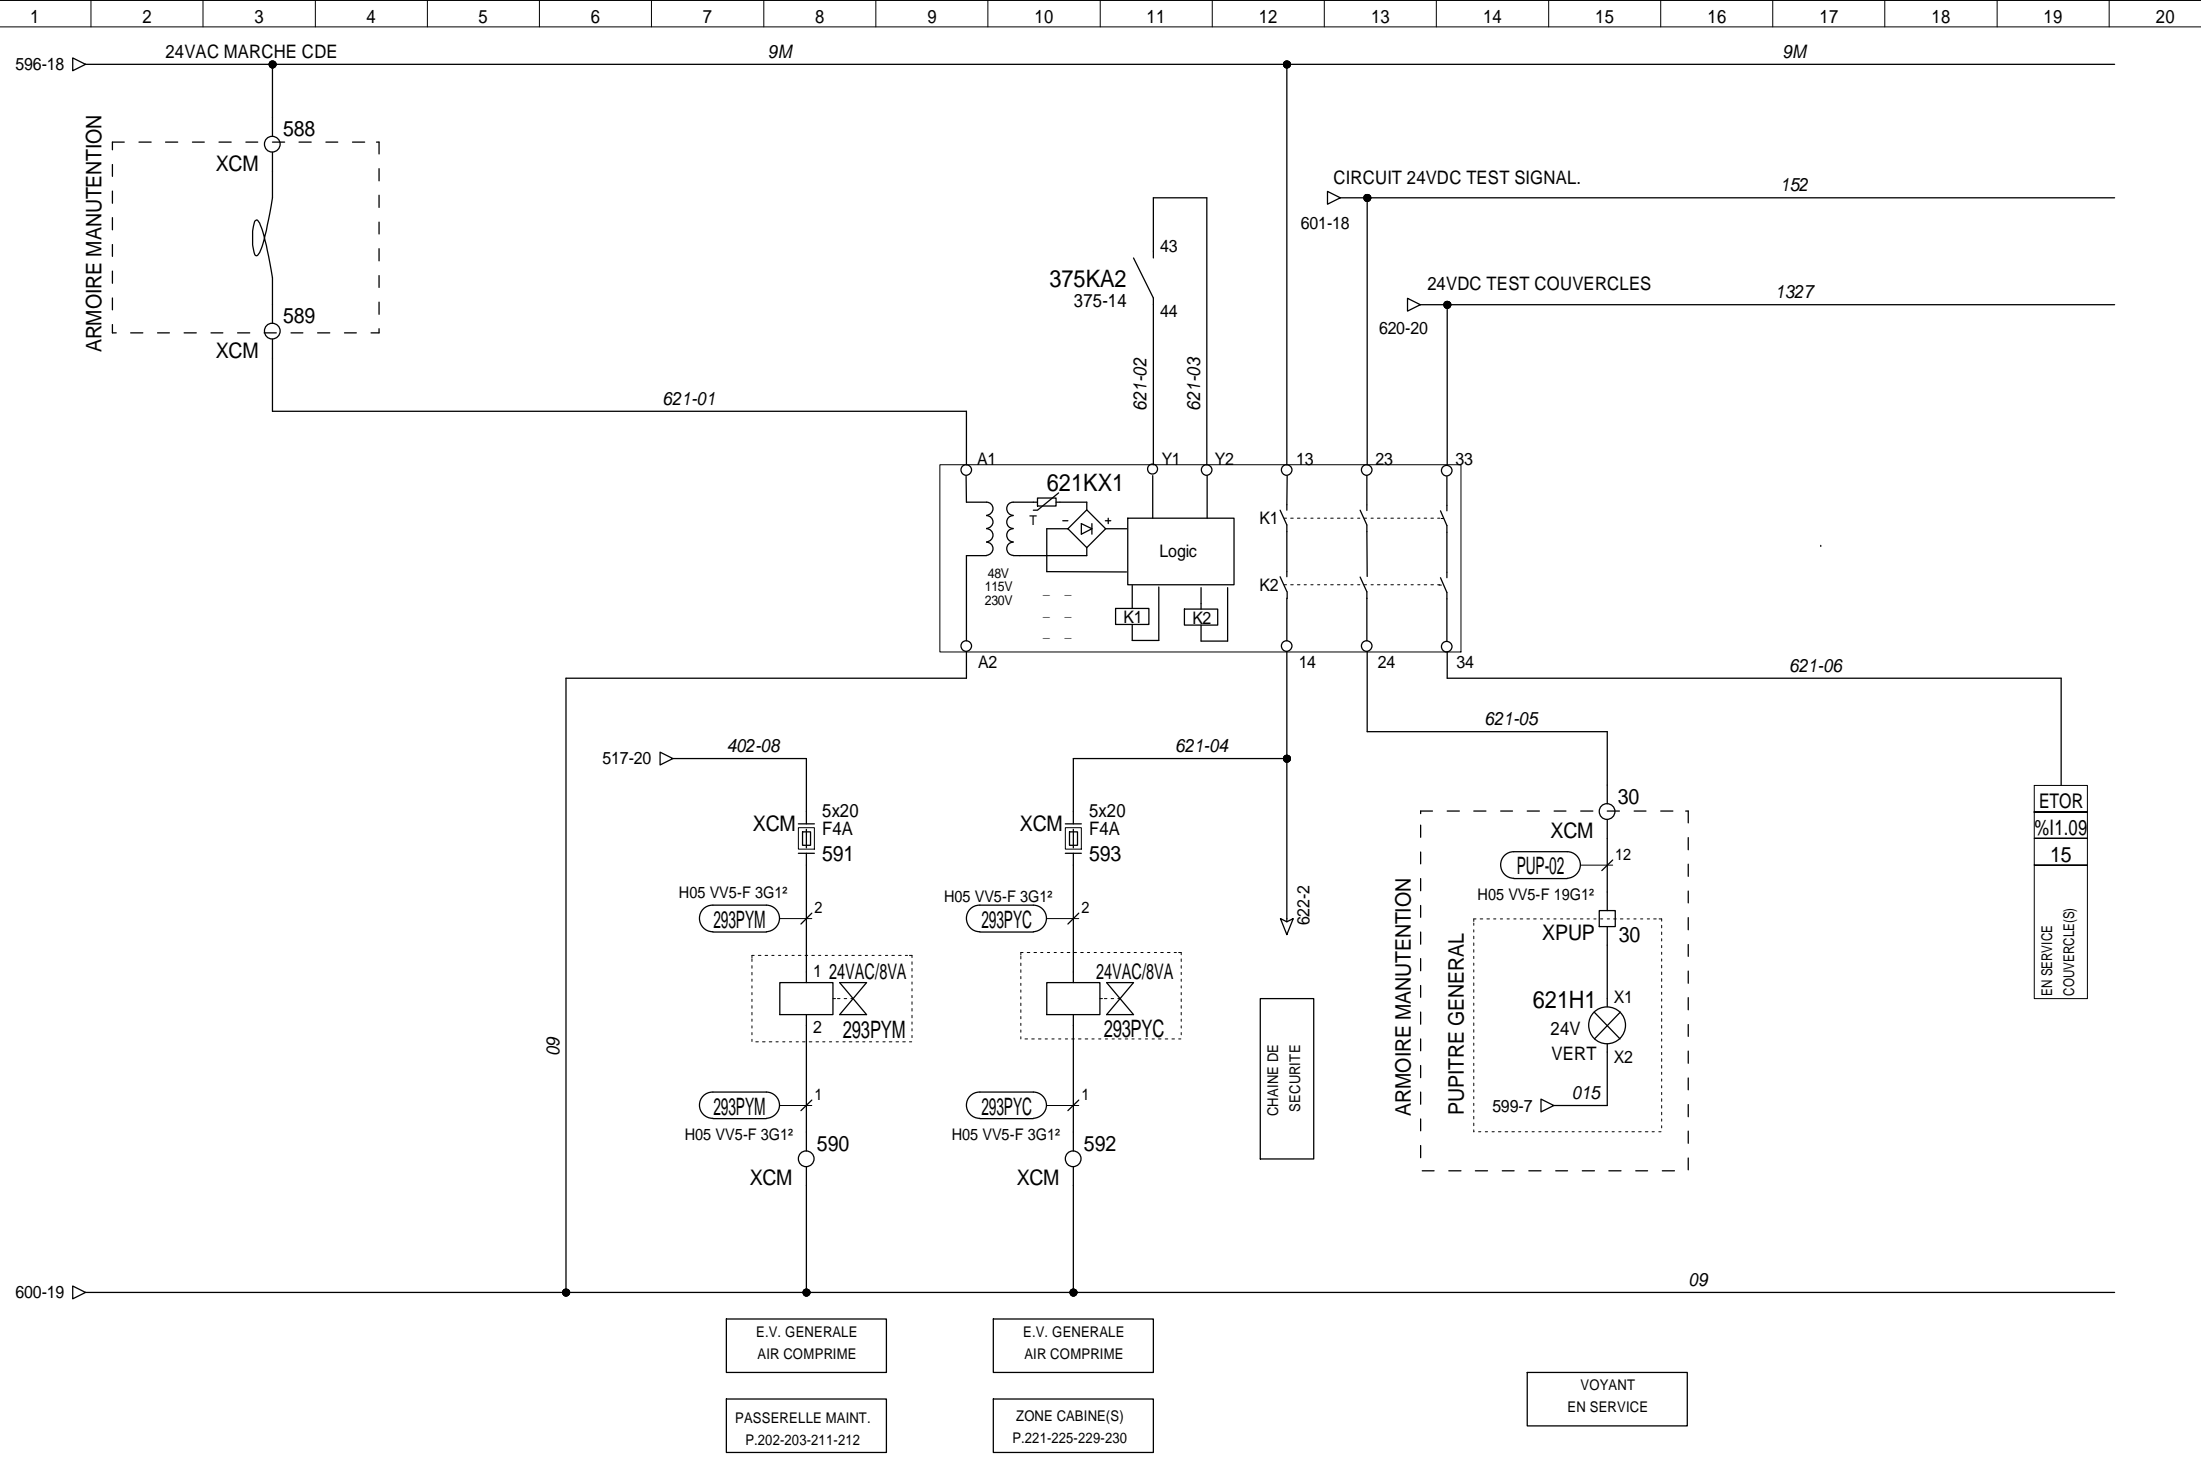 1 2 3 4 5 6 7 8 9 10 11 12 13 14 15 16 17 18 19 20
24VAC MARCHE CDE
9M
9M
596-18
588
XCM
ARMOIRE MANUTENTION
589
XCM
CIRCUIT 24VDC TEST SIGNAL.
152
601-18
43
375KA2
375-14
44
24VDC TEST COUVERCLES
1327
620-20
621-02
621-03
621-01
A1
Y1
Y2
13
23
33
621KX1
T
-
+
Logic
K1
K2
48V
115V
230V
K1
K2
A2
14
24
34
621-06
621-05
517-20
402-08
621-04
XCM
5x20
F4A
591
XCM
5x20
F4A
593
30
XCM
ETOR
%I1.09
15
EN SERVICE
COUVERCLE(S)
PUP-02
12
H05 VV5-F 19G1²
H05 VV5-F 3G1²
293PYM
2
H05 VV5-F 3G1²
293PYC
2
622-2
XPUP
30
ARMOIRE MANUTENTION
PUPITRE GENERAL
1
24VAC/8VA
2
293PYM
24VAC/8VA
293PYC
621H1
X1
24V
VERT
X2
CHAINE DE
SECURITE
09
293PYM
1
H05 VV5-F 3G1²
293PYC
1
H05 VV5-F 3G1²
599-7
015
590
XCM
592
XCM
600-19
09
E.V. GENERALE
AIR COMPRIME
E.V. GENERALE
AIR COMPRIME
PASSERELLE MAINT.
P.202-203-211-212
ZONE CABINE(S)
P.221-225-229-230
VOYANT
EN SERVICE